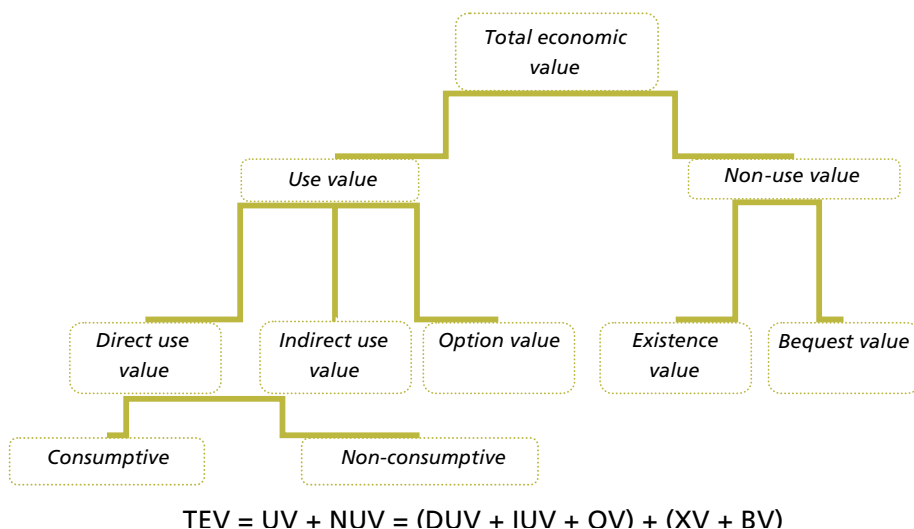 Total economic
value
Use value
Non-use value
Direct use
value
Indirect use
value
Option value
Existence
value
Bequest value
Consumptive
Non-consumptive
TEV = UV + NUV = (DUV + IUV + OV) + (XV + BV)